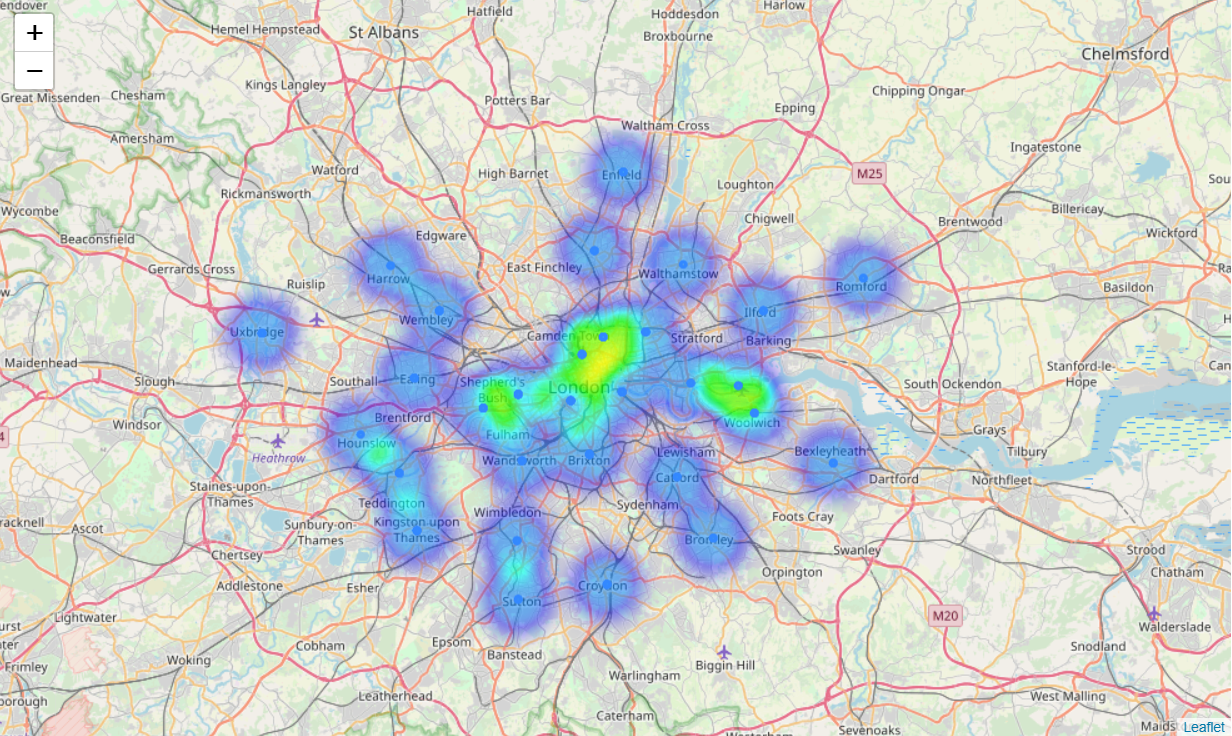 endover
Hatfield
Hoddesdon
Harlow
+
Hemel Hempstead
St Albans
Broxbourne
Chelmsford
−
Kings Langley
Great Missenden
Chesham
Potters Bar
Epping
Chipping Ongar
Waltham Cross
Amersham
Ingatestone
Watford
High Barnet
Enfield
M25
Loughton
Rickmansworth
Wycombe
Billericay
Chigwell
Brentwood
Beaconsfield
Edgware
Wickford
Gerrards Cross
East Finchley
Walthamstow
Harrow
Ruislip
Romford
Basildon
Wembley
Ilford
Uxbridge
Camden Town
Stratford
Barking
Maidenhead
Stanford-le-
Hope
Slough
Southall
Ealing
Shepherd's
Bush
London
South Ockendon
Windsor
Brentford
Woolwich
Grays
Fulham
Hounslow
4
Heathrow
Wandsworth
Brixton
Lewisham
Bexleyheath
Tilbury
Catford
Dartford
Northfleet
Staines-upon-
Thames
Teddington
Wimbledon
Sydenham
Foots Cray
racknell
Ascot
Sunbury-on-
Thames
Kingston upon
Thames
Bromley
Swanley
Strood
Chertsey
Orpington
Chatham
Addlestone
Esher
Croydon
Sutton
Lightwater
M20
Walderslade
Epsom
Banstead
Cobham
Snodland
Woking
Biggin Hill
Frimley
Warlingham
Leatherhead
West Malling
borough
Caterham
Sevenoaks
Maids
Leaflet